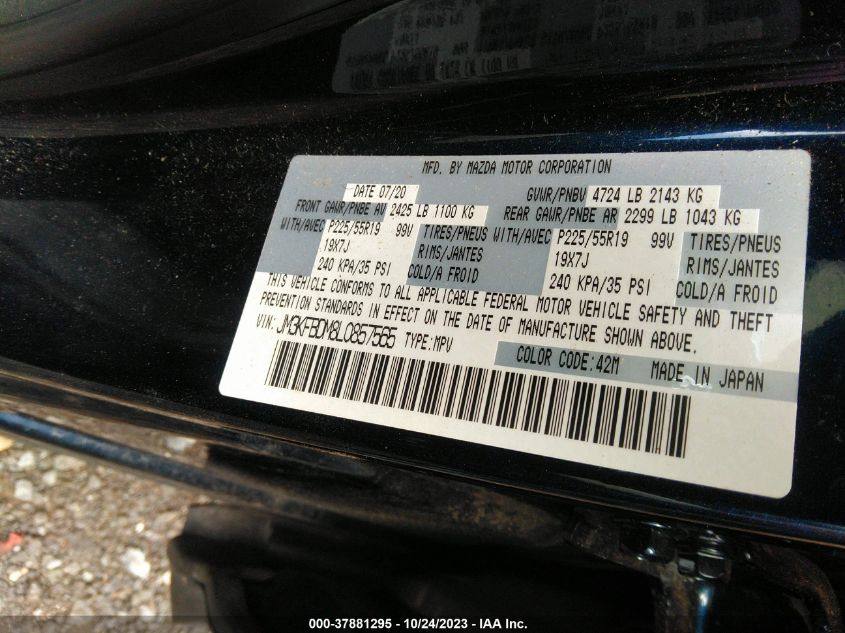 MFD. BY MAZDA MOTOR CORPORATION
DATE 07/20 GVWR/PNBV 4724 LB 2143 KG
FRONT GAWR/PNBE AV 2425 LB 1100 KG REAR GAWR/PNBE AR 2299 LB 1043 KG
WITH/AVEC P225/55R19 99V TIRES/PNEUS WITH/AVEC P225/55R19 99V TIRES/PNEUS
19X7J RIMS/JANTES 19X7J RIMS/JANTES
240 KPA/35 PSI COLD/A FROID 240 KPA/35 PSI COLD/A FROID
THIS VEHICLE CONFORMS TO ALL APPLICABLE FEDERAL MOTOR VEHICLE SAFETY AND THEFT
PREVENTION STANDARDS IN EFFECT ON THE DATE OF MANUFACTURE SHOWN ABOVE.
VIN: JM3KFBDM8L0857565 TYPE:MPV
COLOR CODE:42M MADE IN JAPAN
000-37881295 - 10/24/2023 - IAA Inc.